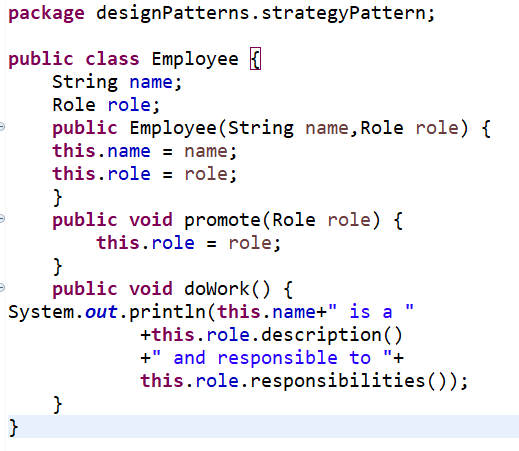 package designPatterns.strategyPattern;
public class Employee {
String name;
Role role;
public Employee(String name,Role role) {
this.name = name;
this.role = role;
}
public void promote(Role role) {
this.role = role;
}
public void doWork() {
System.out.println(this.name+" is a "
+this.role.description()
+" and responsible to "+
this.role.responsibilities());
}
}